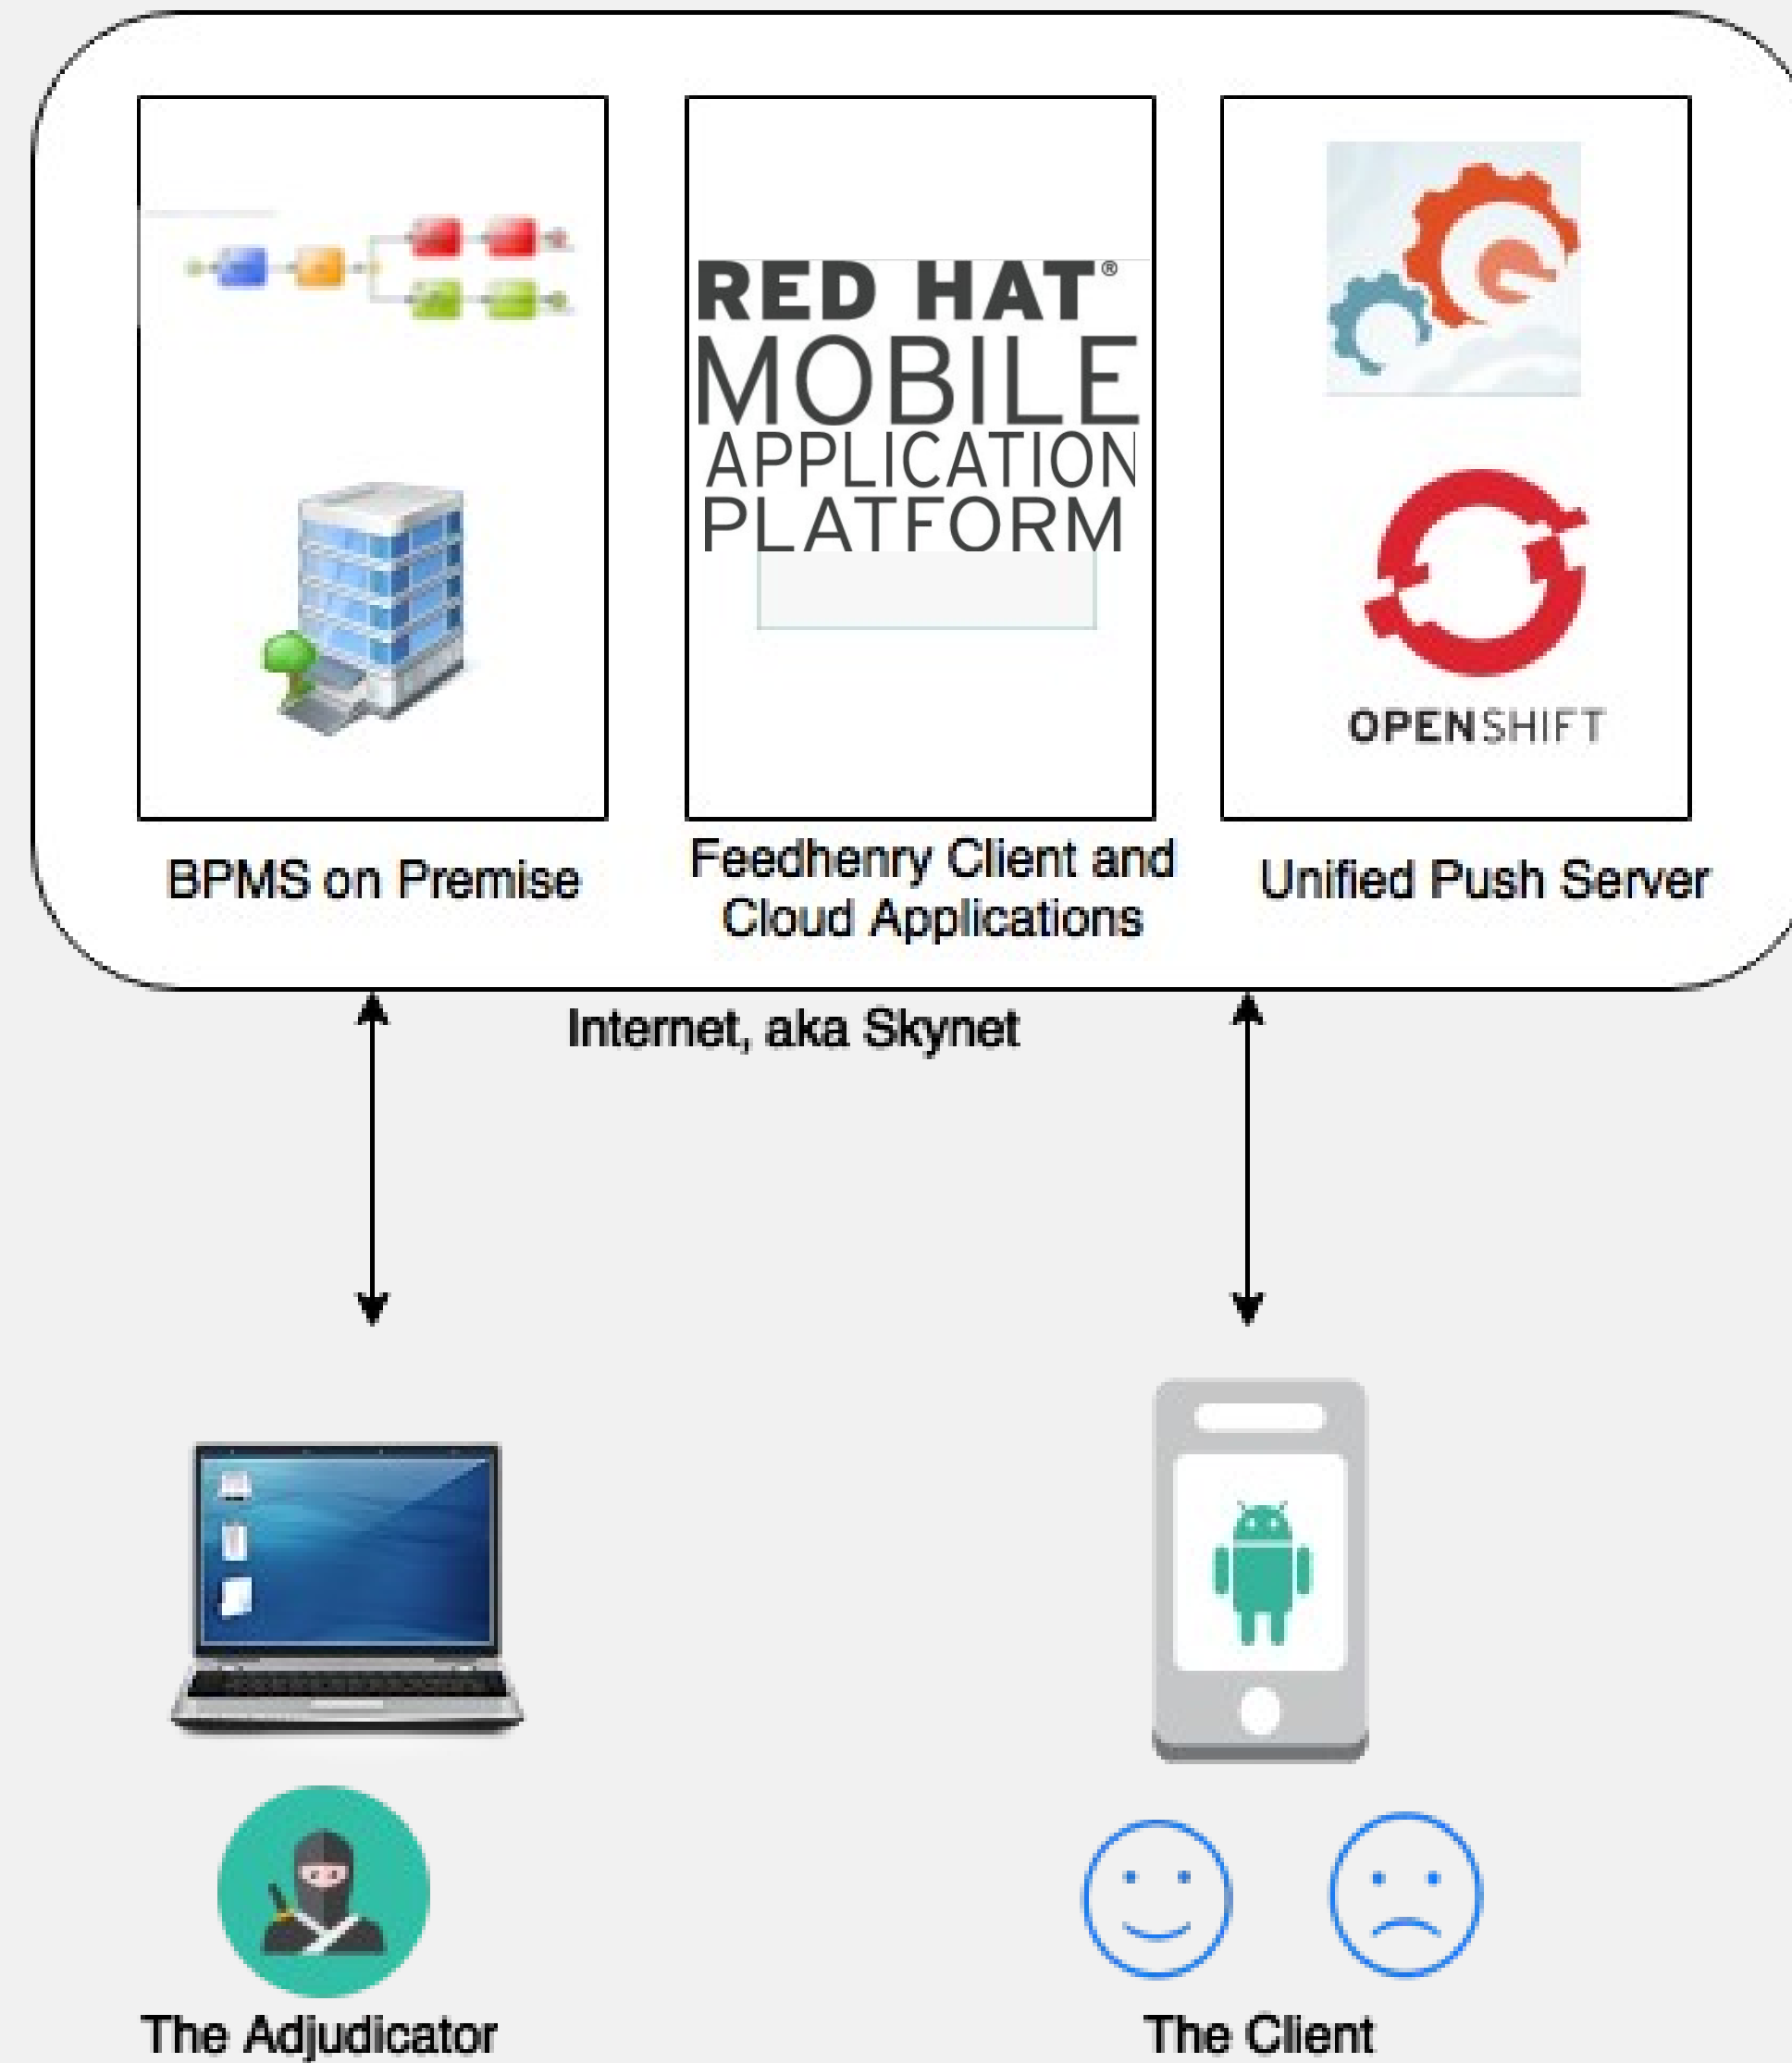 RED HAT®
MOBILE
APPLICATION
PLATFORM
OPENSHIFT
BPMS on Premise
Feedhenry Client and
Cloud Applications
Unified Push Server
Internet, aka Skynet
The Adjudicator
The Client